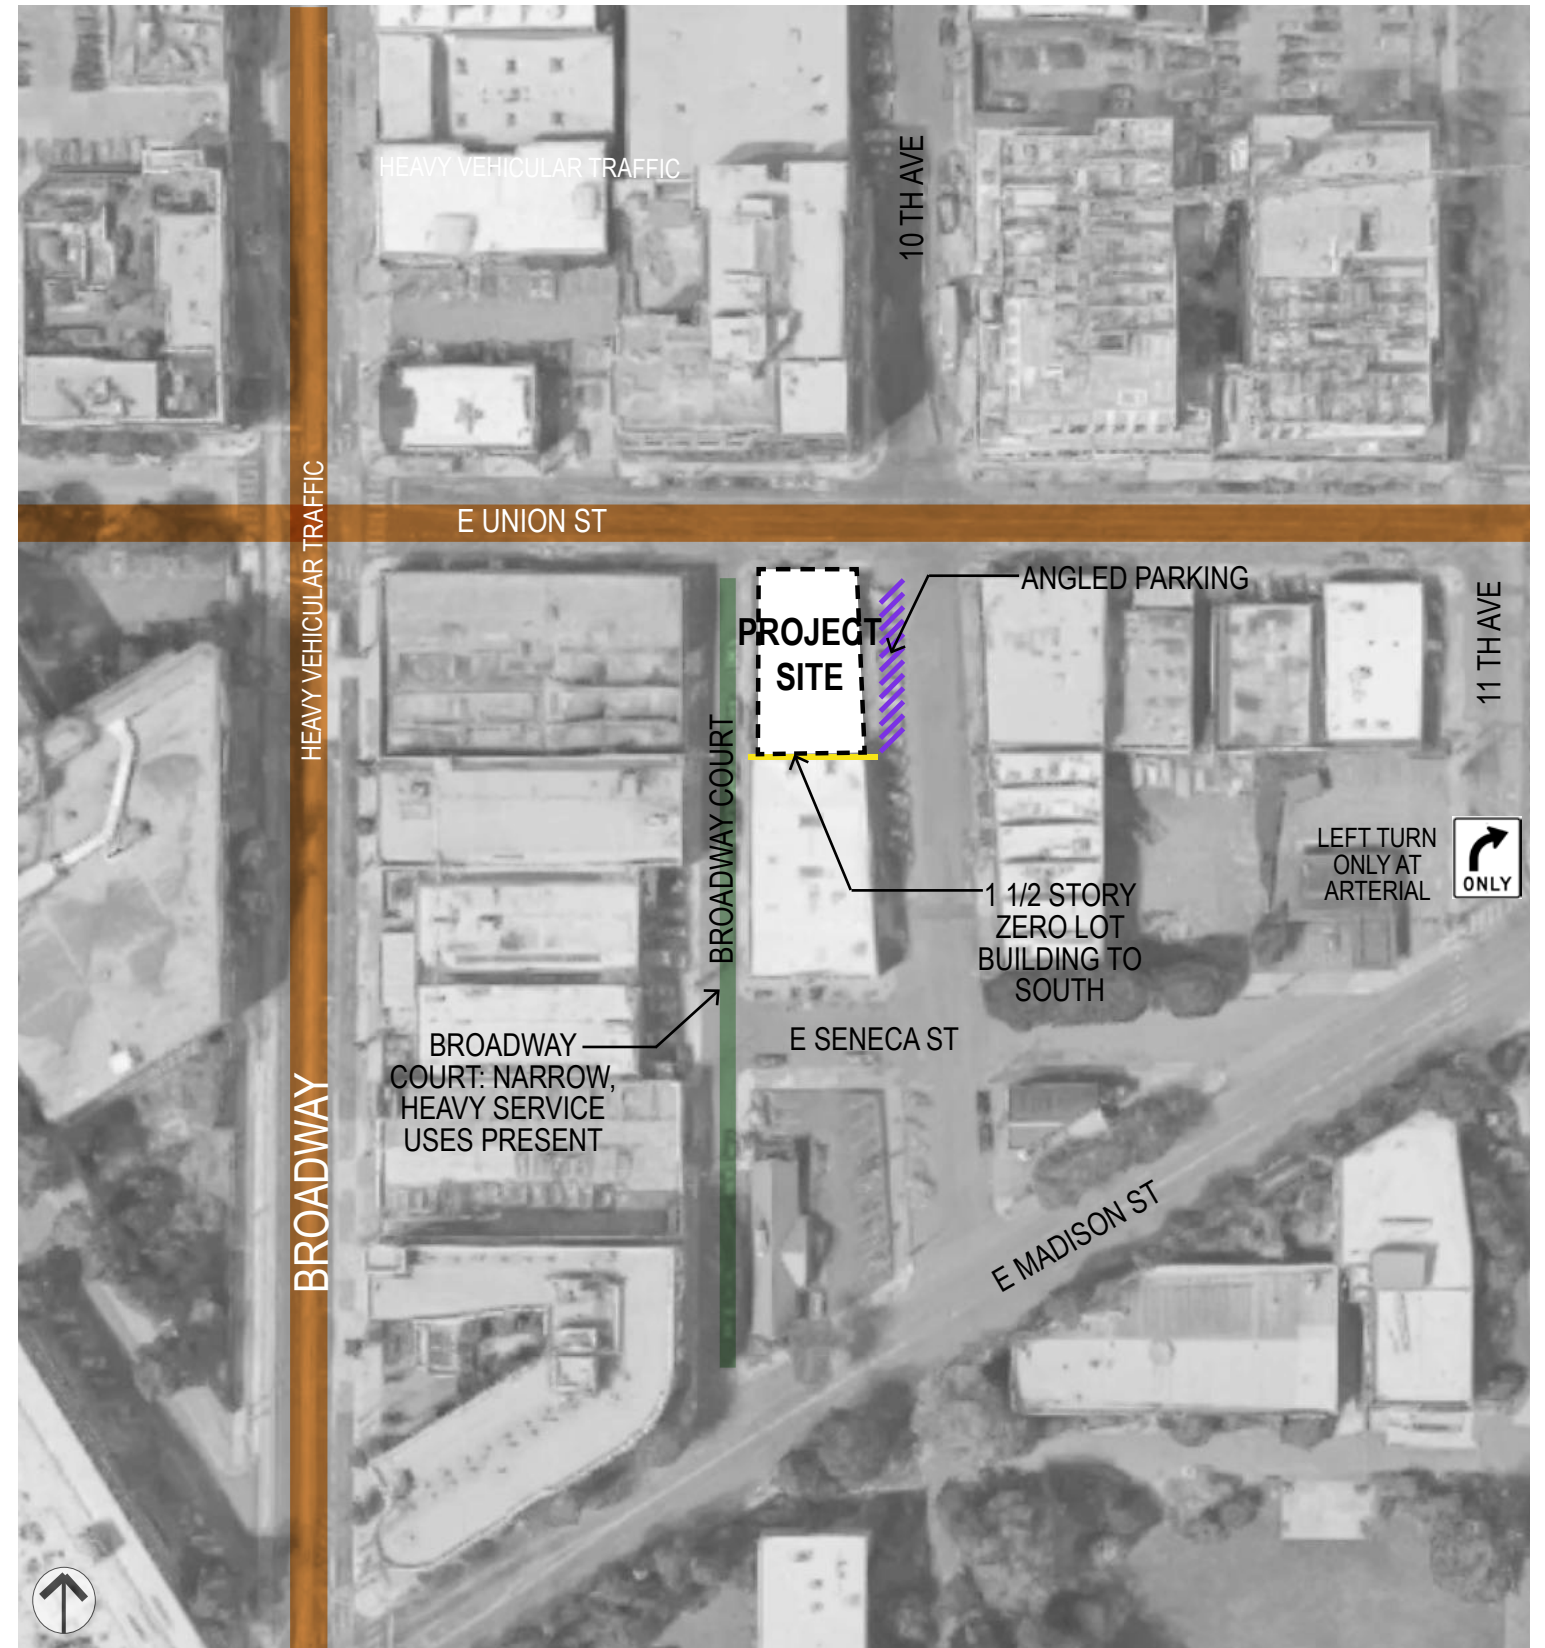 HEAVY VEHICULAR TRAFFIC
10 TH AVE
HEAVY VEHICULAR TRAFFIC
E UNION ST
ANGLED PARKING
PROJECT
SITE
11 TH AVE
BROADWAY COURT
LEFT TURN
ONLY AT
ARTERIAL
ONLY
1 1/2 STORY
ZERO LOT
BUILDING TO
SOUTH
E SENECA ST
BROADWAY
COURT: NARROW,
HEAVY SERVICE
USES PRESENT
BROADWAY
E MADISON ST